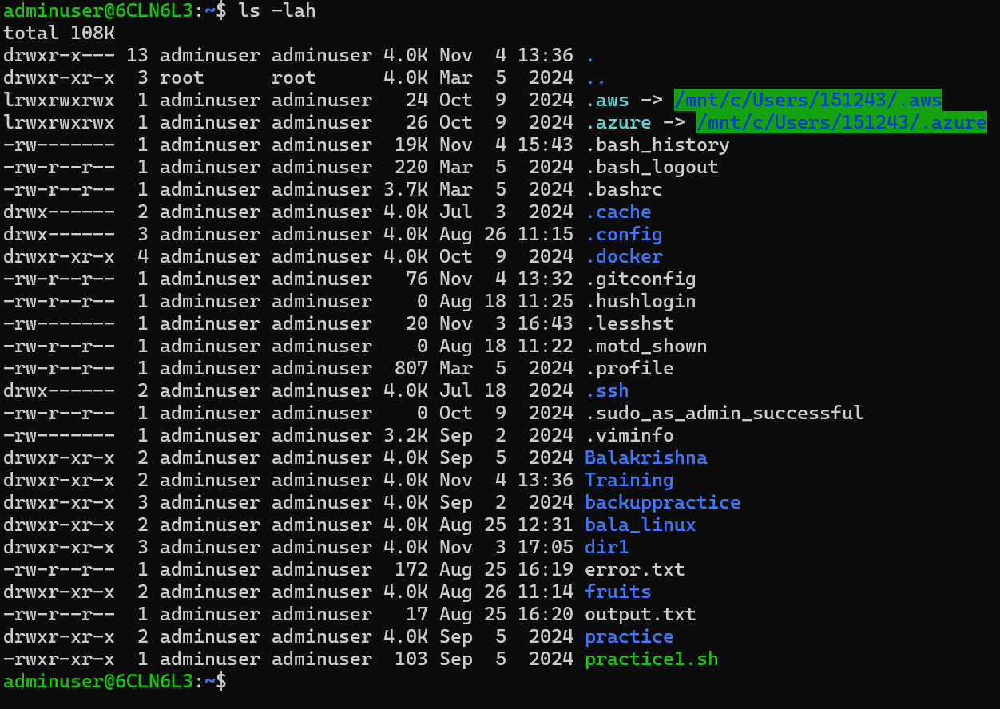 adminuser@6CLN6L3:~$ ls -lah
total 108K
drwxr-x--- 13 adminuser adminuser 4.0K Nov  4 13:36 .
drwxr-xr-x  3 root      root      4.0K Mar  5  2024 ..
lrwxrwxrwx  1 adminuser adminuser   24 Oct  9  2024 .aws -> /mnt/c/Users/151243/.aws
lrwxrwxrwx  1 adminuser adminuser   26 Oct  9  2024 .azure -> /mnt/c/Users/151243/.azure
-rw-------  1 adminuser adminuser  19K Nov  4 15:43 .bash_history
-rw-r--r--  1 adminuser adminuser  220 Mar  5  2024 .bash_logout
-rw-r--r--  1 adminuser adminuser 3.7K Mar  5  2024 .bashrc
drwx------  2 adminuser adminuser 4.0K Jul  3  2024 .cache
drwx------  3 adminuser adminuser 4.0K Aug 26 11:15 .config
drwxr-xr-x  4 adminuser adminuser 4.0K Oct  9  2024 .docker
-rw-r--r--  1 adminuser adminuser   76 Nov  4 13:32 .gitconfig
-rw-r--r--  1 adminuser adminuser    0 Aug 18 11:25 .hushlogin
-rw-------  1 adminuser adminuser   20 Nov  3 16:43 .lesshst
-rw-r--r--  1 adminuser adminuser    0 Aug 18 11:22 .motd_shown
-rw-r--r--  1 adminuser adminuser  807 Mar  5  2024 .profile
drwx------  2 adminuser adminuser 4.0K Jul 18  2024 .ssh
-rw-r--r--  1 adminuser adminuser    0 Oct  9  2024 .sudo_as_admin_successful
-rw-------  1 adminuser adminuser 3.2K Sep  2  2024 .viminfo
drwxr-xr-x  2 adminuser adminuser 4.0K Sep  5  2024 Balakrishna
drwxr-xr-x  2 adminuser adminuser 4.0K Nov  4 13:36 Training
drwxr-xr-x  3 adminuser adminuser 4.0K Sep  2  2024 backuppractice
drwxr-xr-x  2 adminuser adminuser 4.0K Aug 25 12:31 bala_linux
drwxr-xr-x  3 adminuser adminuser 4.0K Nov  3 17:05 dir1
-rw-r--r--  1 adminuser adminuser  172 Aug 25 16:19 error.txt
drwxr-xr-x  2 adminuser adminuser 4.0K Aug 26 11:14 fruits
-rw-r--r--  1 adminuser adminuser   17 Aug 25 16:20 output.txt
drwxr-xr-x  2 adminuser adminuser 4.0K Sep  5  2024 practice
-rwxr-xr-x  1 adminuser adminuser  103 Sep  5  2024 practice1.sh
adminuser@6CLN6L3:~$